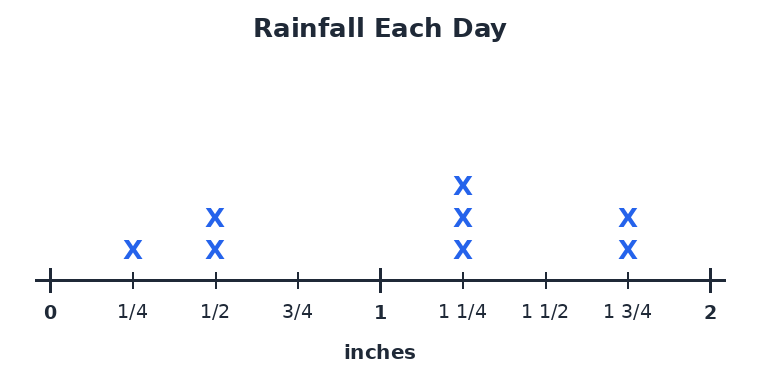 Rainfall Each Day
X
X X X
X X X X
0 1/4 1/2 3/4 1 1 1/4 1 1/2 1 3/4 2
inches